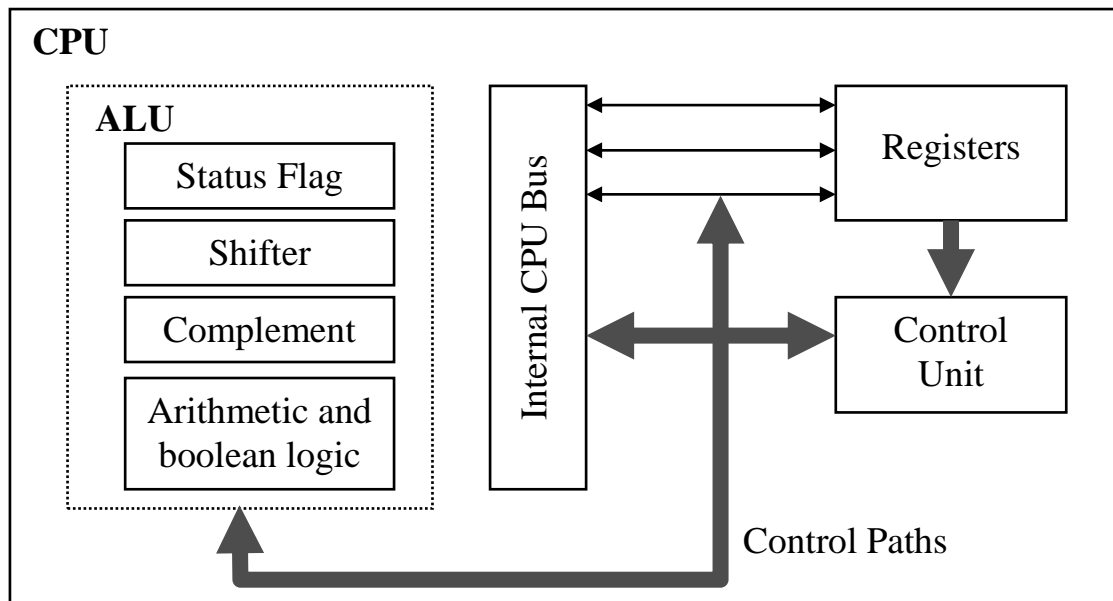 CPU
ALU
Status Flag
Shifter
Complement
Arithmetic and
boolean logic
Internal CPU Bus
Registers
Control
Unit
Control Paths